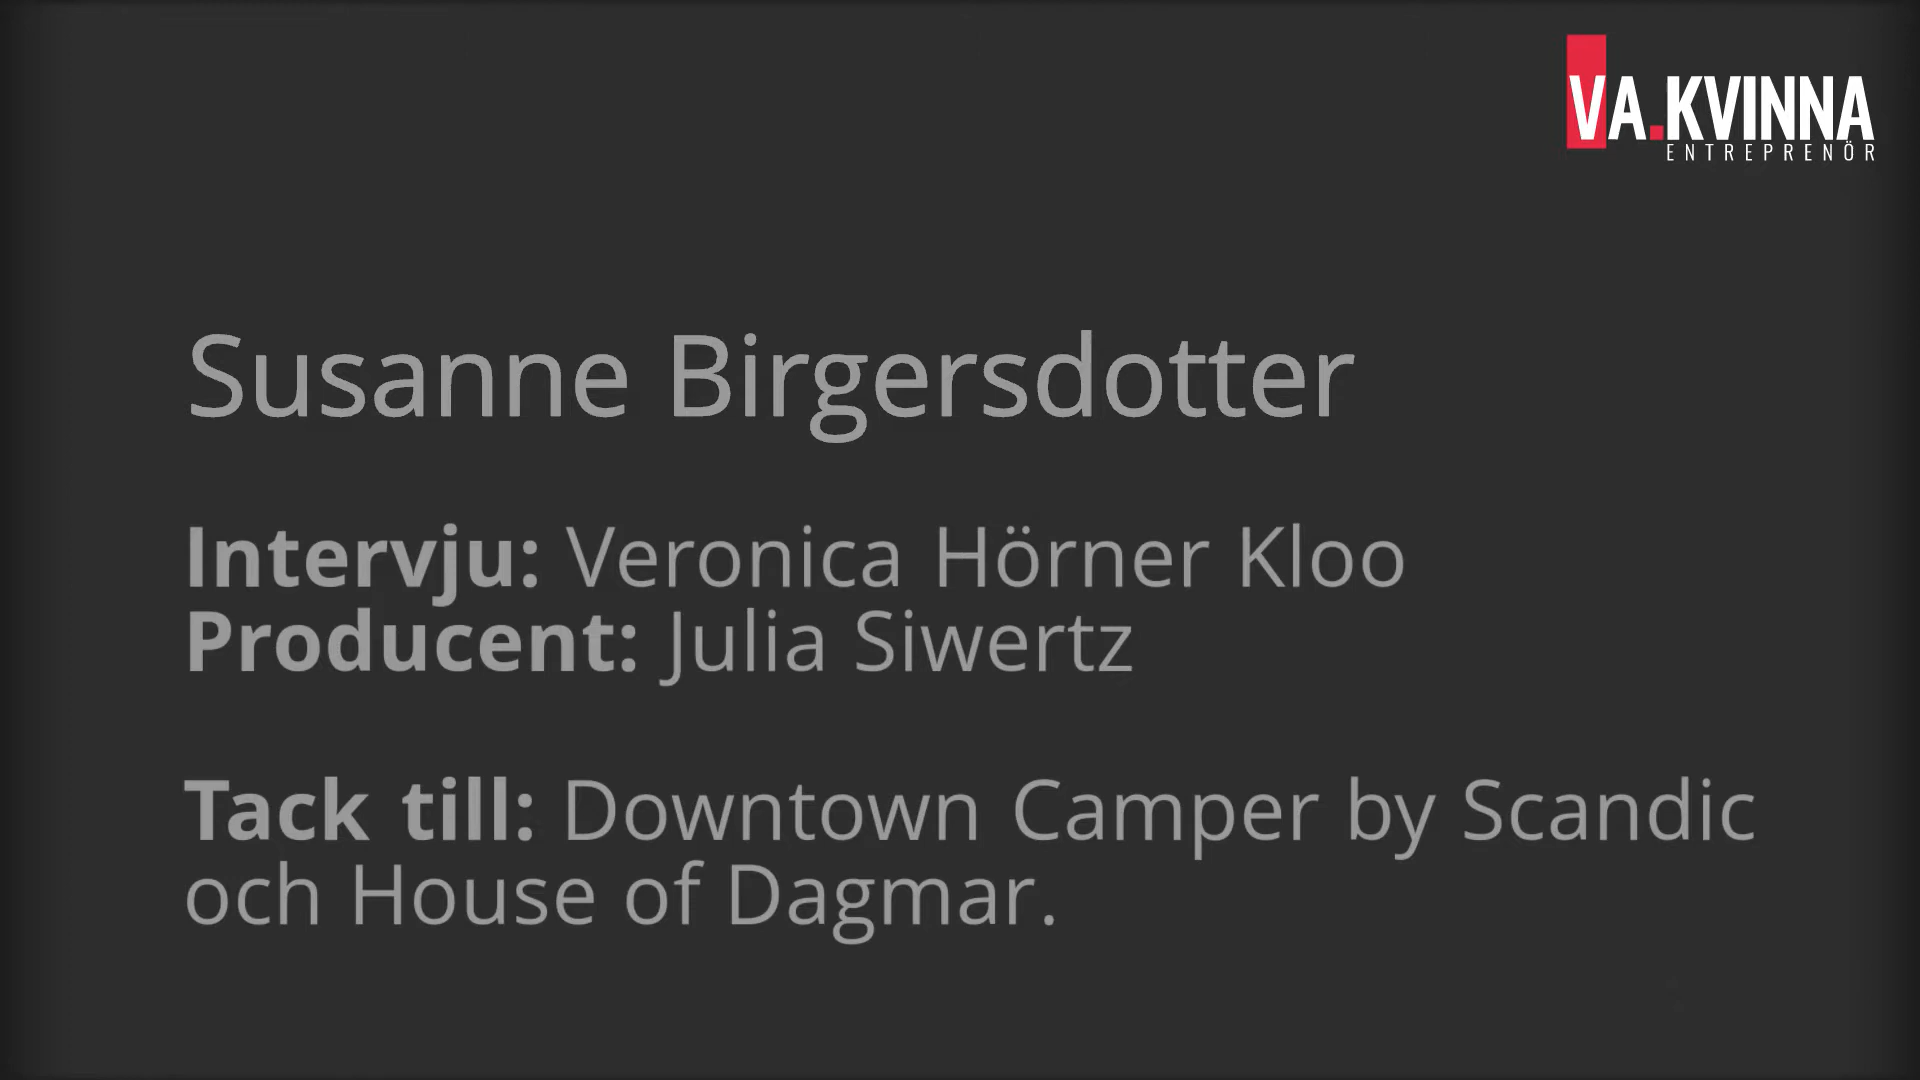 VA.KVINNA
ENTREPRENÖR
Susanne Birgersdotter
Intervju: Veronica Hörner Kloo
Producent: Julia Siwertz
Tack till: Downtown Camper by Scandic
och House of Dagmar.